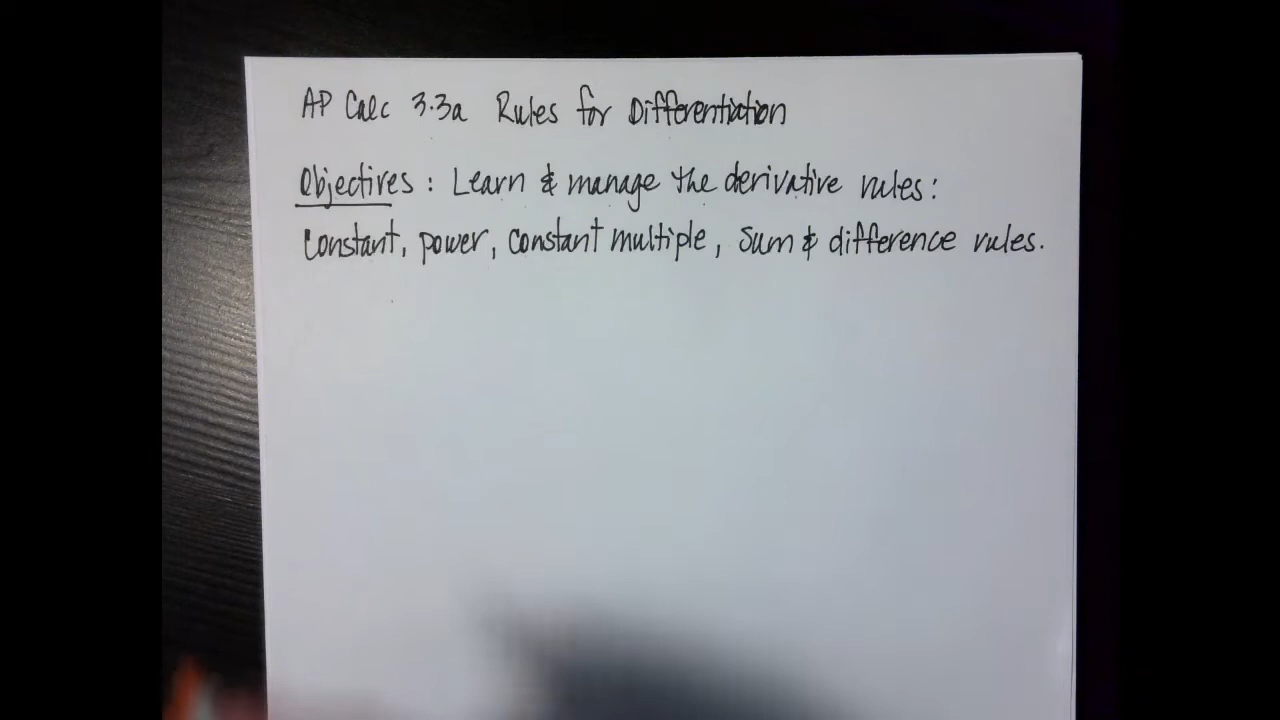 AP Calc 3.3a Rules for Differentiation
Objectives: Learn & manage the derivative rules:
Constant, power, constant multiple, sum & difference rules.